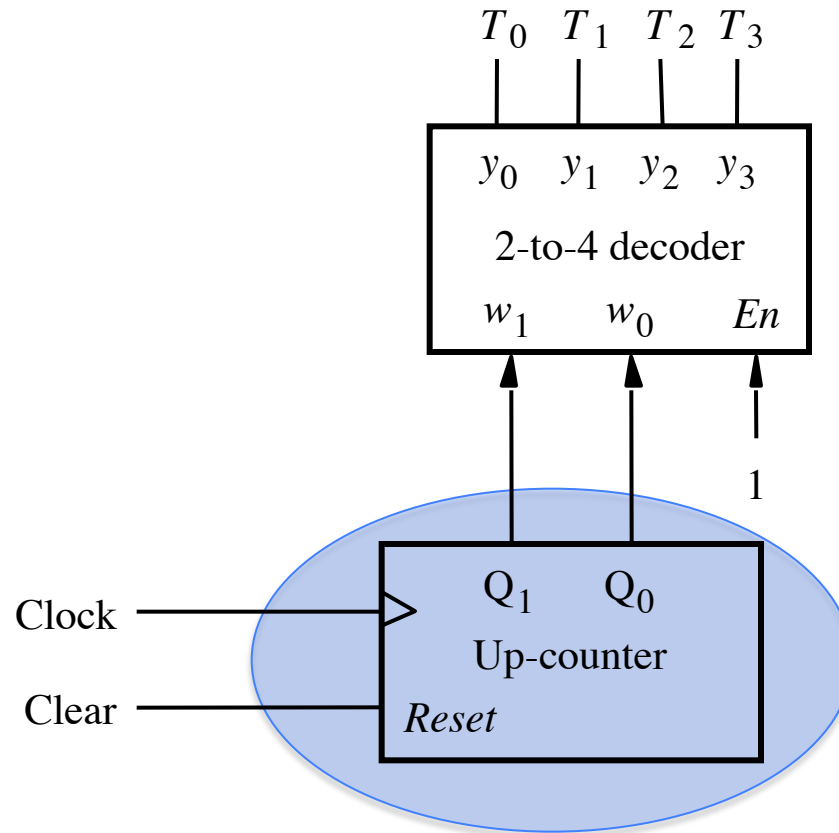 T0 T1 T2 T3
y0 y1 y2 y3
2-to-4 decoder
w1 w0 En
1
Q1 Q0
Clock
Up-counter
Clear
Reset